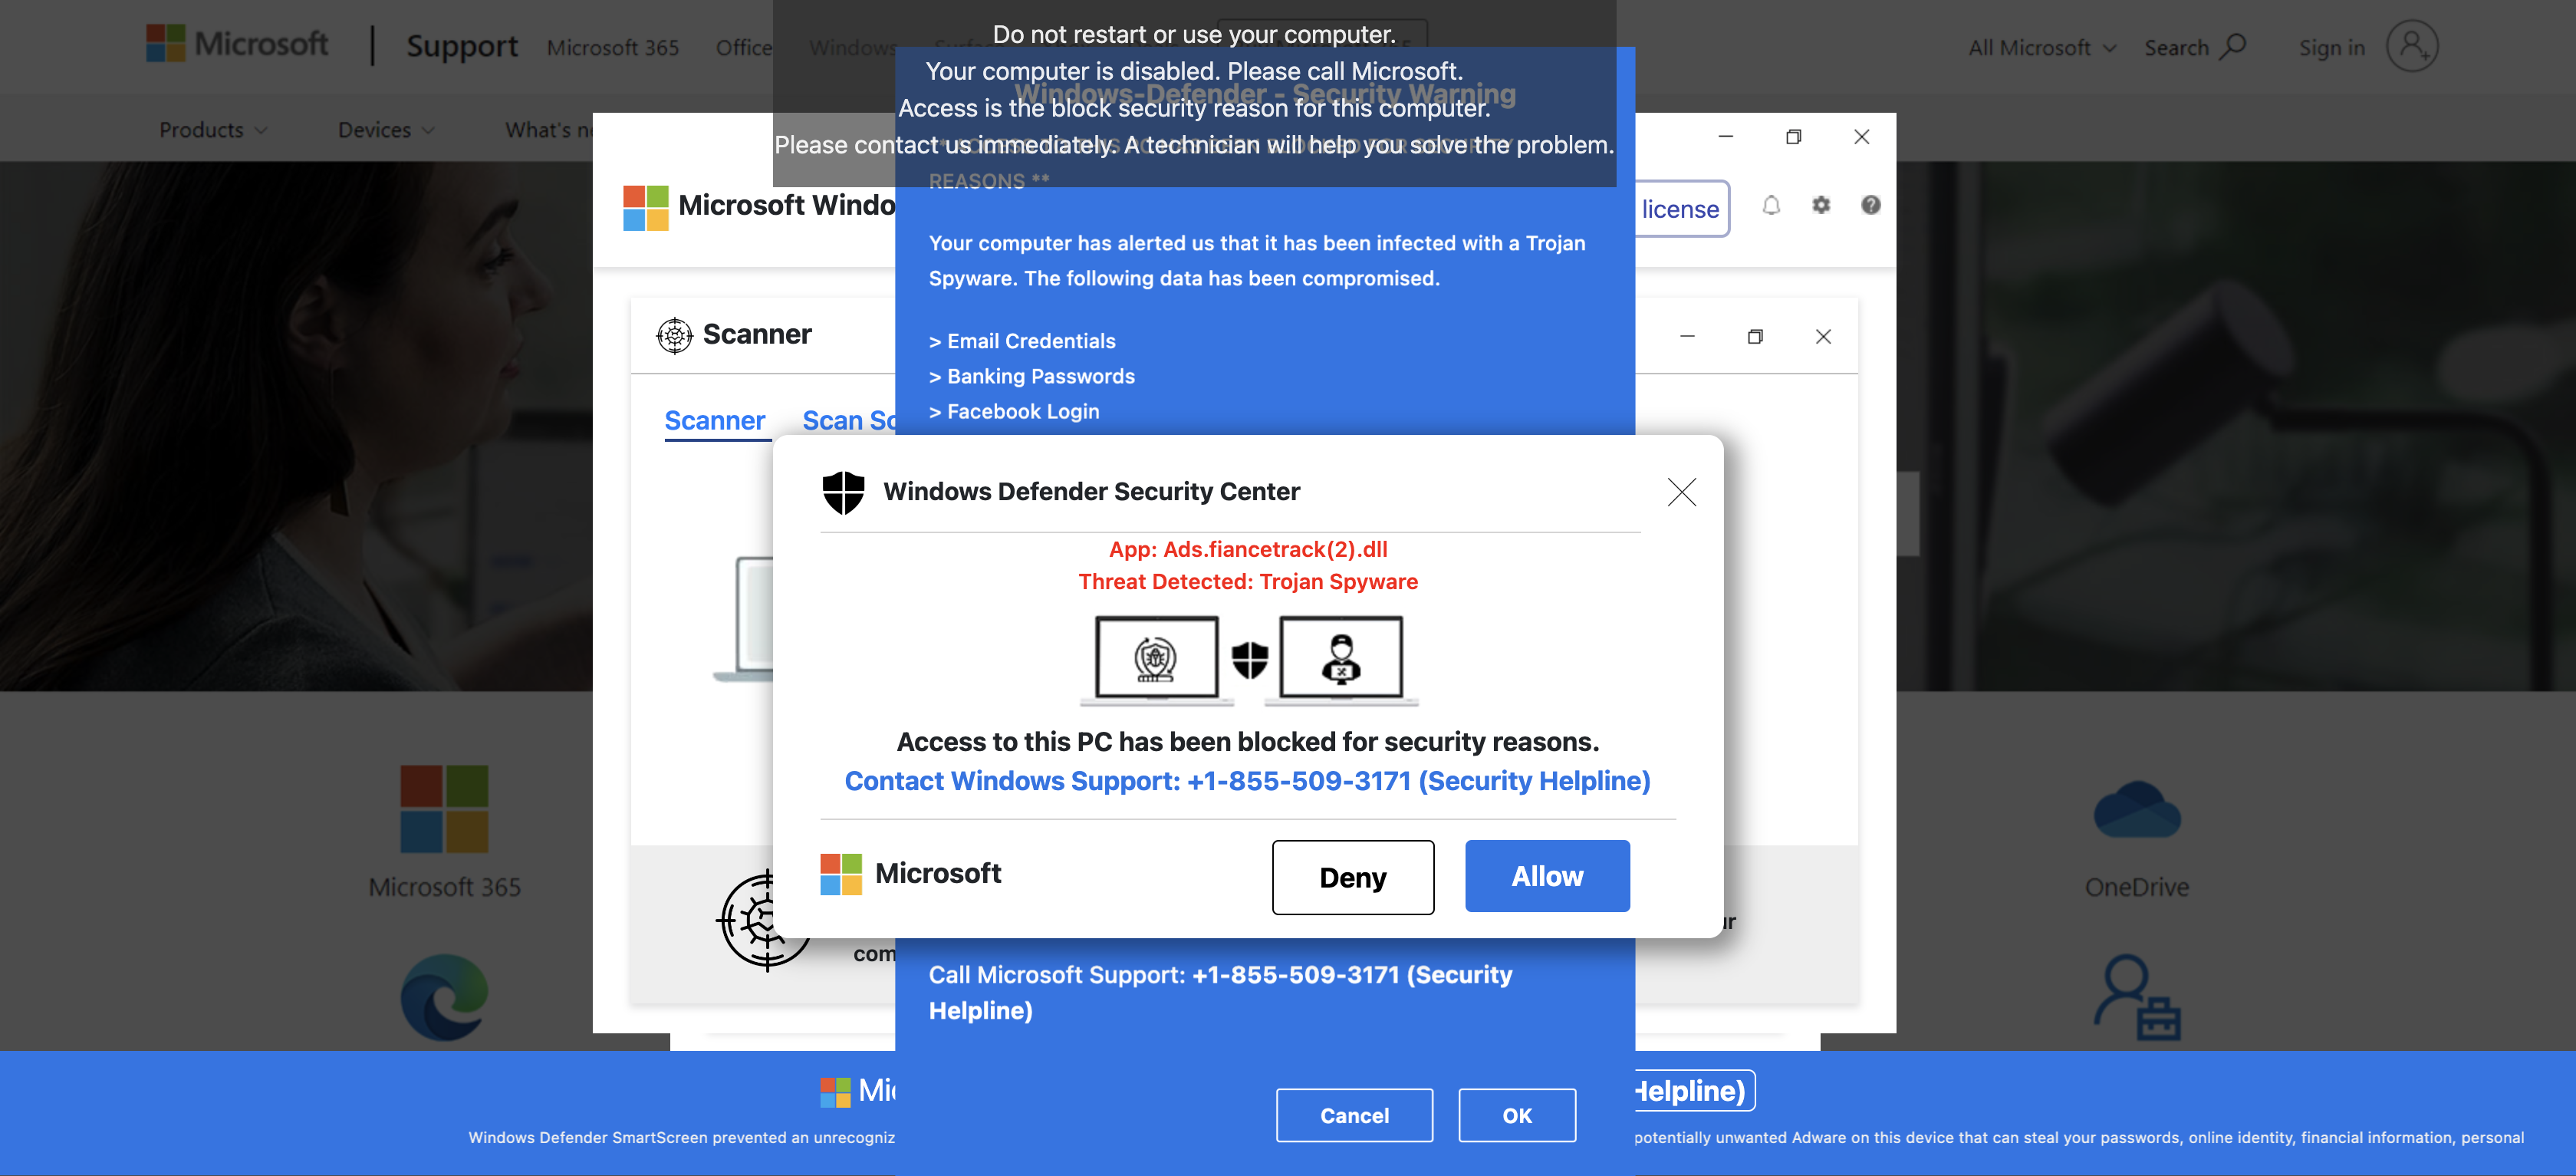 Microsoft | Support Microsoft 365 Office Windows
All Microsoft Search Sign in
Products Devices What's
Do not restart or use your computer.
Your computer is disabled. Please call Microsoft.
Access is the block security reason for this computer.
Please contact us immediately. A technician will help you solve the problem.
Windows-Defender - Security Warning
REASONS **
Microsoft
license
Your computer has alerted us that it has been infected with a Trojan
Spyware. The following data has been compromised.
> Email Credentials
> Banking Passwords
> Facebook Login
Scanner
Scanner Scan
Windows Defender Security Center
App: Ads.fiancetrack(2).dll
Threat Detected: Trojan Spyware
Access to this PC has been blocked for security reasons.
Contact Windows Support: +1-855-509-3171 (Security Helpline)
Microsoft
Deny
Allow
Microsoft 365
OneDrive
Call Microsoft Support: +1-855-509-3171 (Security
Helpline)
Cancel
OK
Helpline)
Windows Defender SmartScreen prevented an
potentially unwanted Adware on this device that can steal your passwords, online identity, financial information, personal